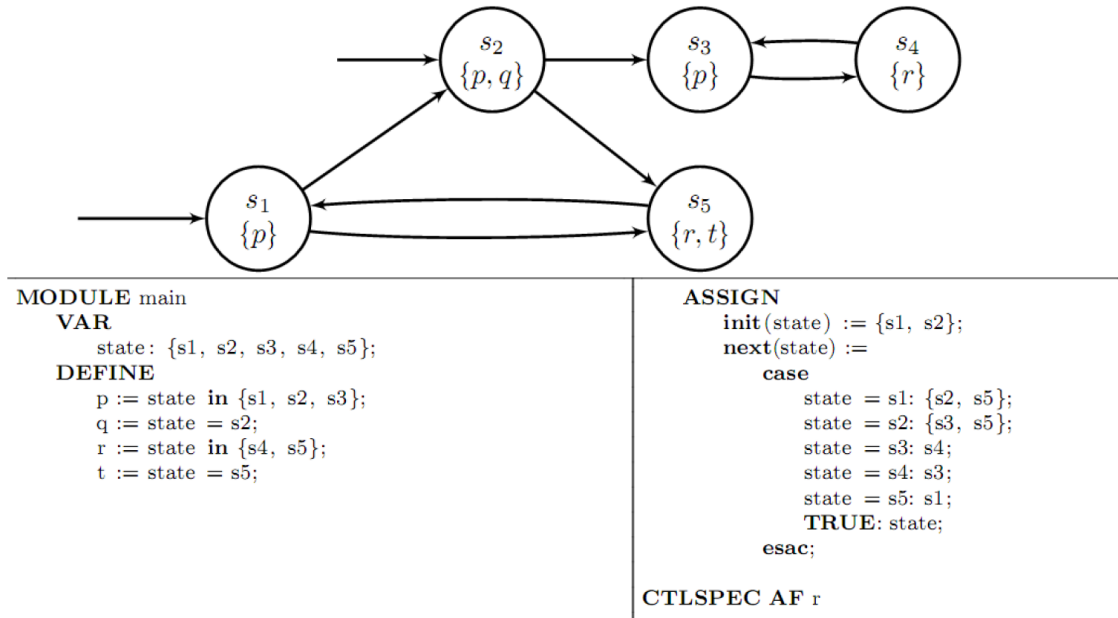 s2
{p, q}
s3
{p}
s4
{r}
s1
{p}
s5
{r, t}
MODULE main
VAR
state: {s1, s2, s3, s4, s5};
DEFINE
p := state in {s1, s2, s3};
q := state = s2;
r := state in {s4, s5};
t := state = s5;
ASSIGN
init(state) := {s1, s2};
next(state) :=
case
state = s1: {s2, s5};
state = s2: {s3, s5};
state = s3: s4;
state = s4: s3;
state = s5: s1;
TRUE: state;
esac;
CTLSPEC AF r